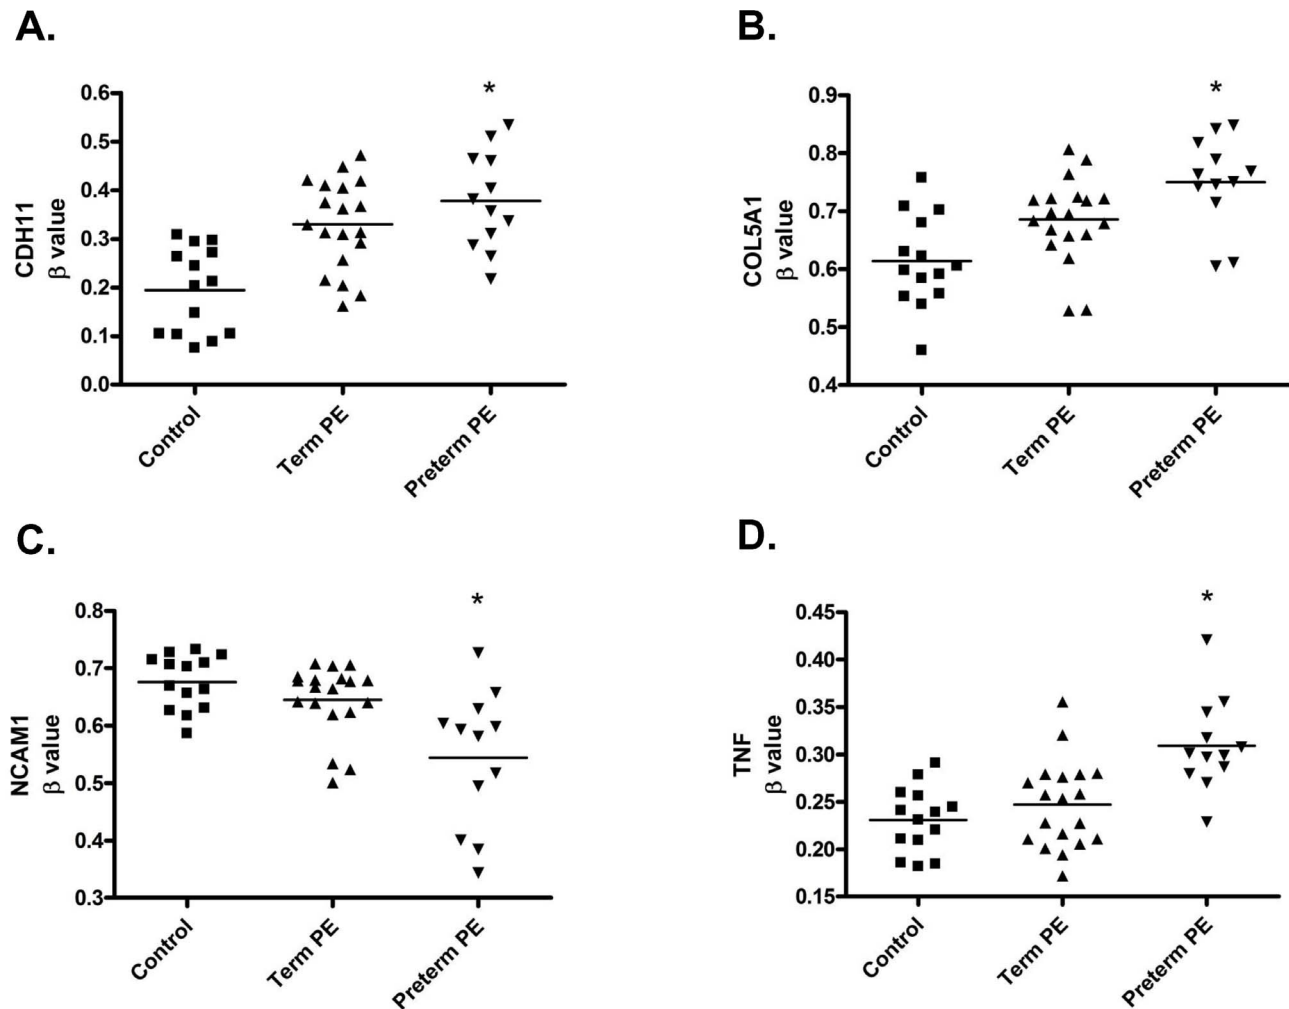 A.
*
0.6
0.5
0.4
0.3
0.2
0.1
0.0
CDH11
β value
Control
Term PE
Preterm PE
B.
*
0.9
0.8
0.7
0.6
0.5
0.4
COL5A1
β value
Control
Term PE
Preterm PE
C.
*
0.8
0.7
0.6
0.5
0.4
0.3
NCAM1
β value
Control
Term PE
Preterm PE
D.
*
0.45
0.40
0.35
0.30
0.25
0.20
0.15
TNF
β value
Control
Term PE
Preterm PE